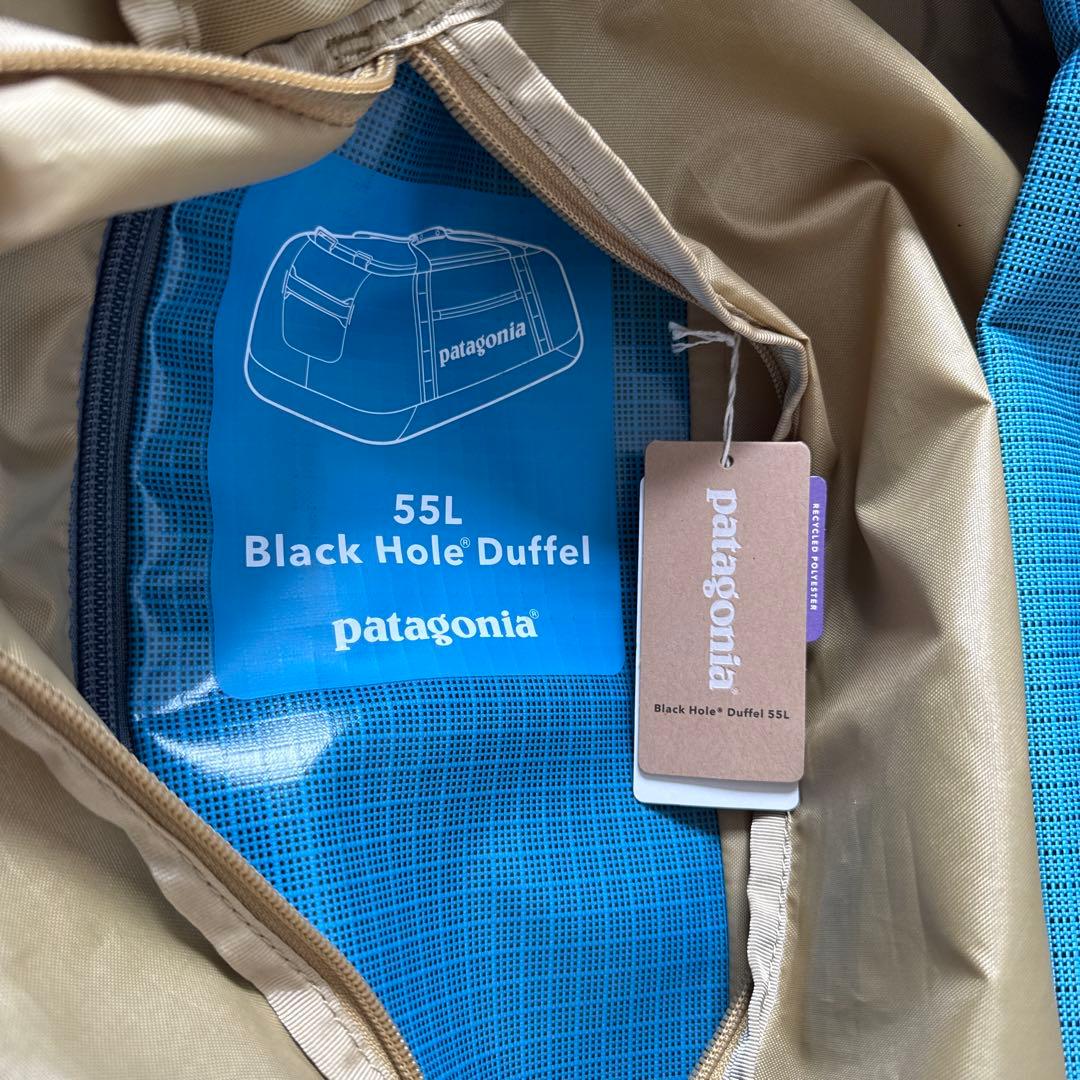 patagonia
55L
Black Hole® Duffel
patagonia®
patagonia®
Black Hole® Duffel 55L
RECYCLED POLYESTER